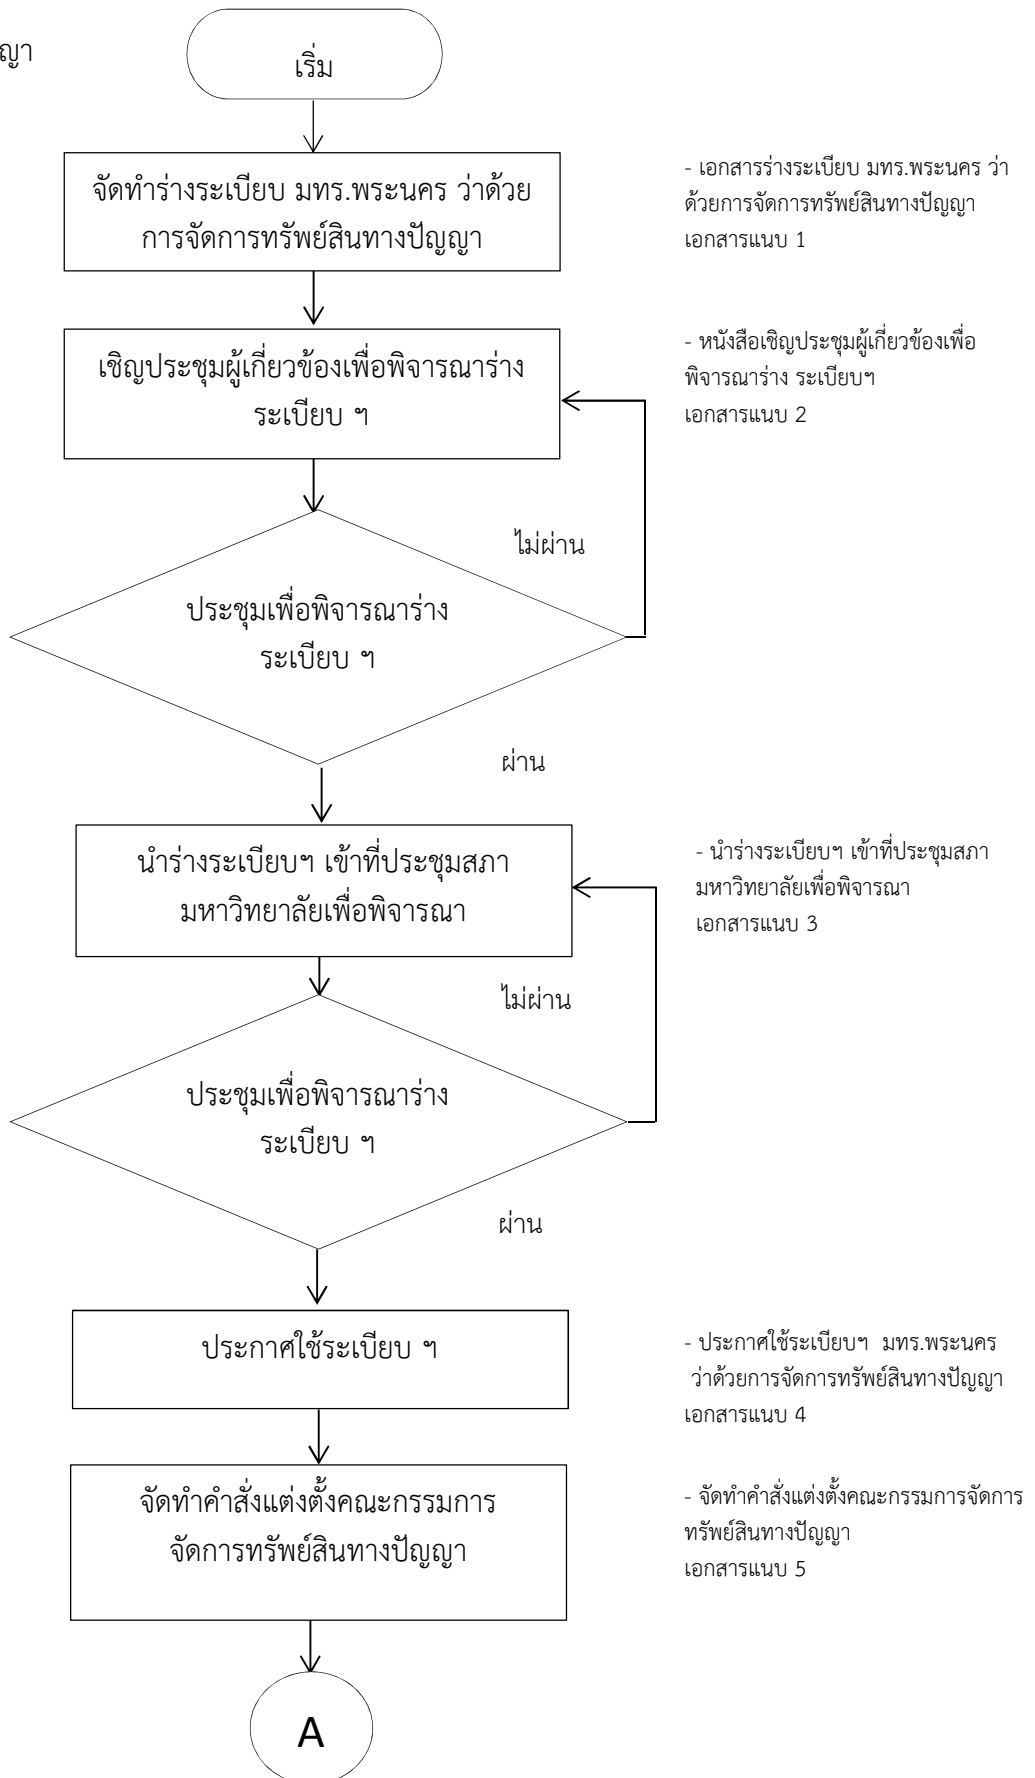 ญา
เริ่ม
จัดทำร่างระเบียบ มทร.พระนคร ว่าด้วย
การจัดการทรัพย์สินทางปัญญา
- เอกสารร่างระเบียบ มทร.พระนคร ว่า
ด้วยการจัดการทรัพย์สินทางปัญญา
เอกสารแนบ 1
เชิญประชุมผู้เกี่ยวข้องเพื่อพิจารณาร่าง
ระเบียบ ฯ
- หนังสือเชิญประชุมผู้เกี่ยวข้องเพื่อ
พิจารณาร่าง ระเบียบฯ
เอกสารแนบ 2
ไม่ผ่าน
ประชุมเพื่อพิจารณาร่าง
ระเบียบ ฯ
ผ่าน
นำร่างระเบียบฯ เข้าที่ประชุมสภา
มหาวิทยาลัยเพื่อพิจารณา
- นำร่างระเบียบฯ เข้าที่ประชุมสภา
มหาวิทยาลัยเพื่อพิจารณา
เอกสารแนบ 3
ไม่ผ่าน
ประชุมเพื่อพิจารณาร่าง
ระเบียบ ฯ
ผ่าน
ประกาศใช้ระเบียบ ฯ
- ประกาศใช้ระเบียบฯ มทร.พระนคร
ว่าด้วยการจัดการทรัพย์สินทางปัญญา
เอกสารแนบ 4
จัดทำคำสั่งแต่งตั้งคณะกรรมการ
จัดการทรัพย์สินทางปัญญา
- จัดทำคำสั่งแต่งตั้งคณะกรรมการจัดการ
ทรัพย์สินทางปัญญา
เอกสารแนบ 5
A